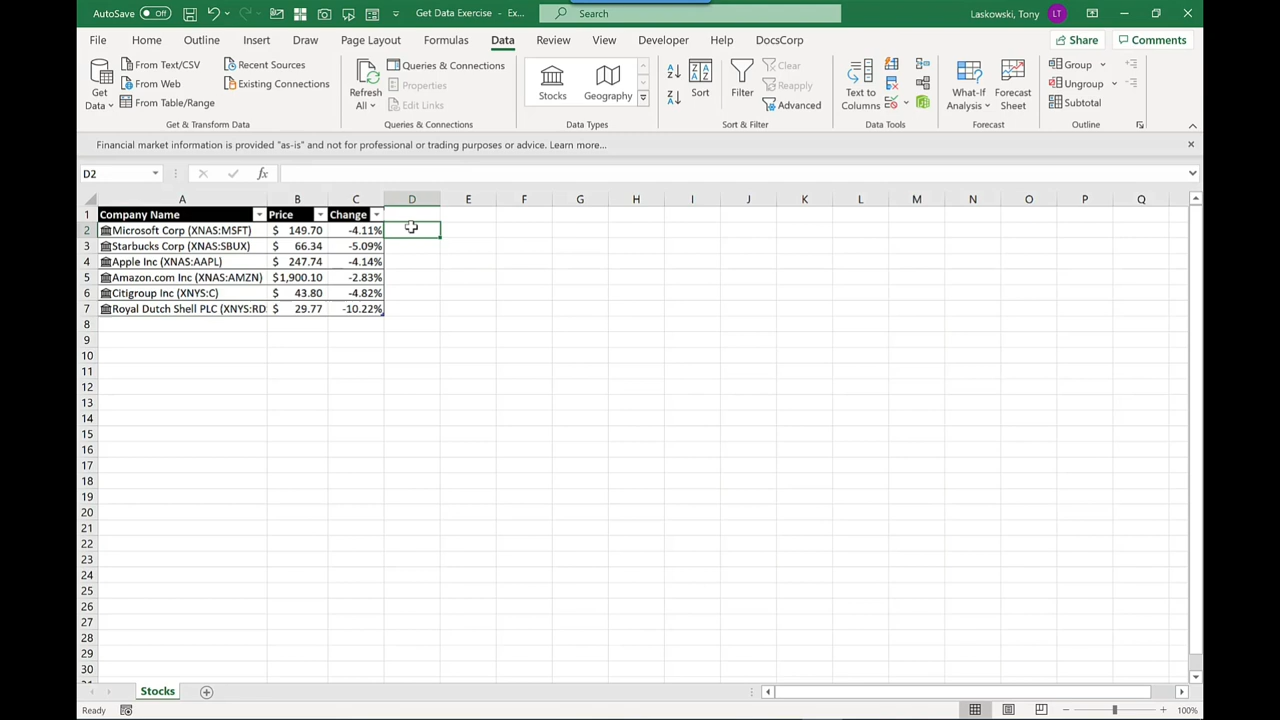 AutoSave Off Get Data Exercise - Ex... Search Laskowski, Tony LT
File Home Outline Insert Draw Page Layout Formulas Data Review View Developer Help DocsCorp Share Comments
Get Data From Text/CSV From Web From Table/Range Recent Sources Existing Connections
Get & Transform Data
Refresh All Queries & Connections Properties Edit Links
Queries & Connections
Stocks Geography
Data Types
Sort Filter Clear Reapply Advanced
Sort & Filter
Text to Columns
Data Tools
What-If Analysis Forecast Sheet
Forecast
Group Ungroup Subtotal
Outline
Financial market information is provided "as-is" and not for professional or trading purposes or advice. Learn more...
D2 fx
A B C D E F G H I J K L M N O P Q
1 Company Name Price Change
2 Microsoft Corp (XNAS:MSFT) $ 149.70 -4.11%
3 Starbucks Corp (XNAS:SBUX) $ 66.34 -5.09%
4 Apple Inc (XNAS:AAPL) $ 247.74 -4.14%
5 Amazon.com Inc (XNAS:AMZN) $1,900.10 -2.83%
6 Citigroup Inc (XNYS:C) $ 43.80 -4.82%
7 Royal Dutch Shell PLC (XNYS:RD $ 29.77 -10.22%
8
9
10
11
12
13
14
15
16
17
18
19
20
21
22
23
24
25
26
27
28
29
30
Stocks
Ready 100%